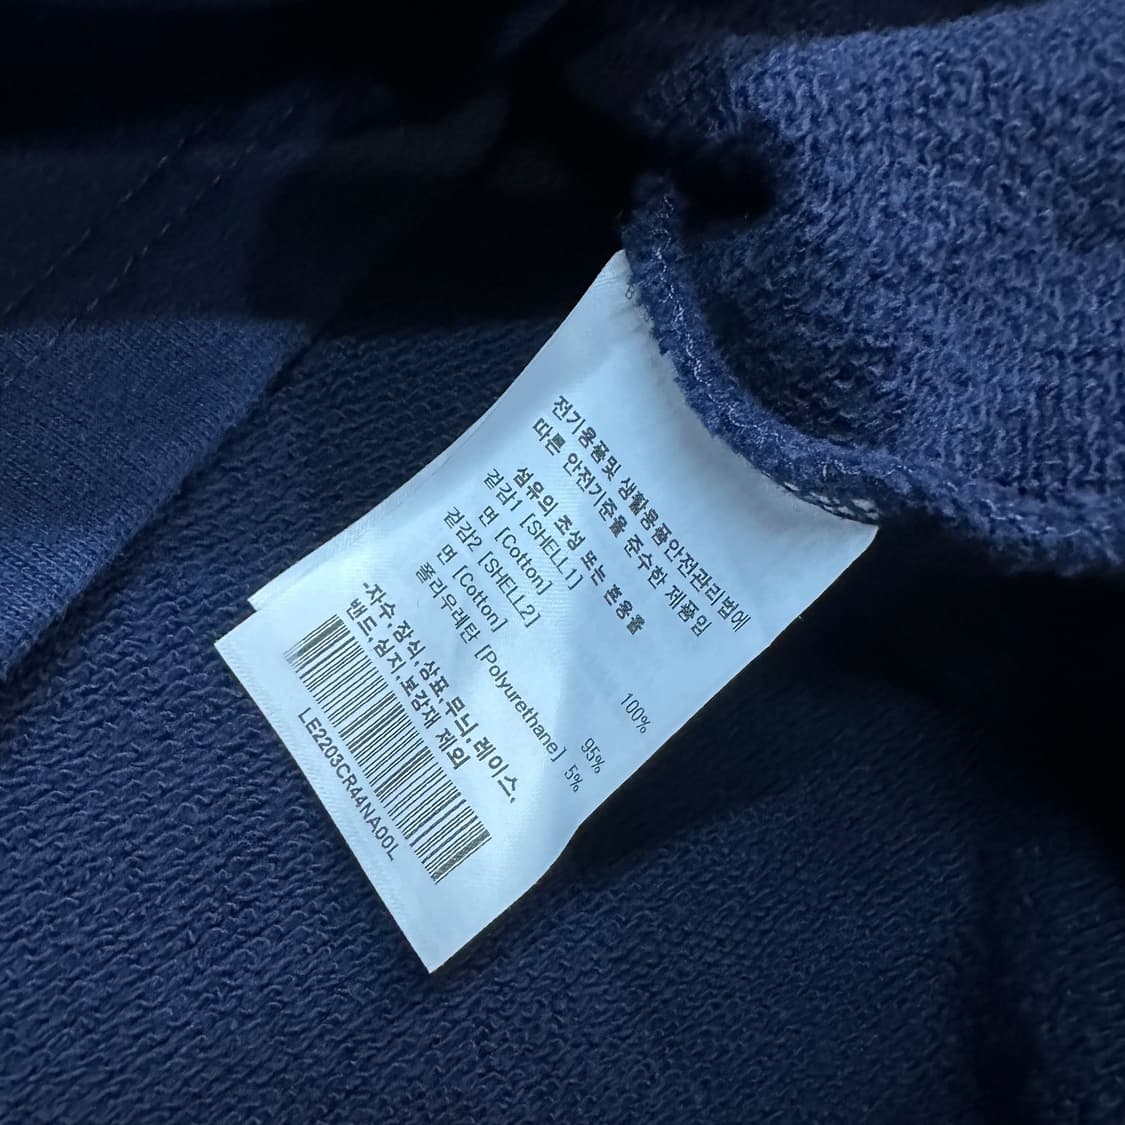 전기용품및 생활용품안전관리법에
따른 안전기준을 준수한 제품임
섬유의 조성 또는 혼용율
겉감1 [SHELL1]
면 [Cotton] 100%
겉감2 [SHELL2]
면 [Cotton] 95%
폴리우레탄 [Polyurethane] 5%
-자수,장식,상표,무늬,레이스,
밴드,심지,보강재 제외
LE2203CR44NA00L